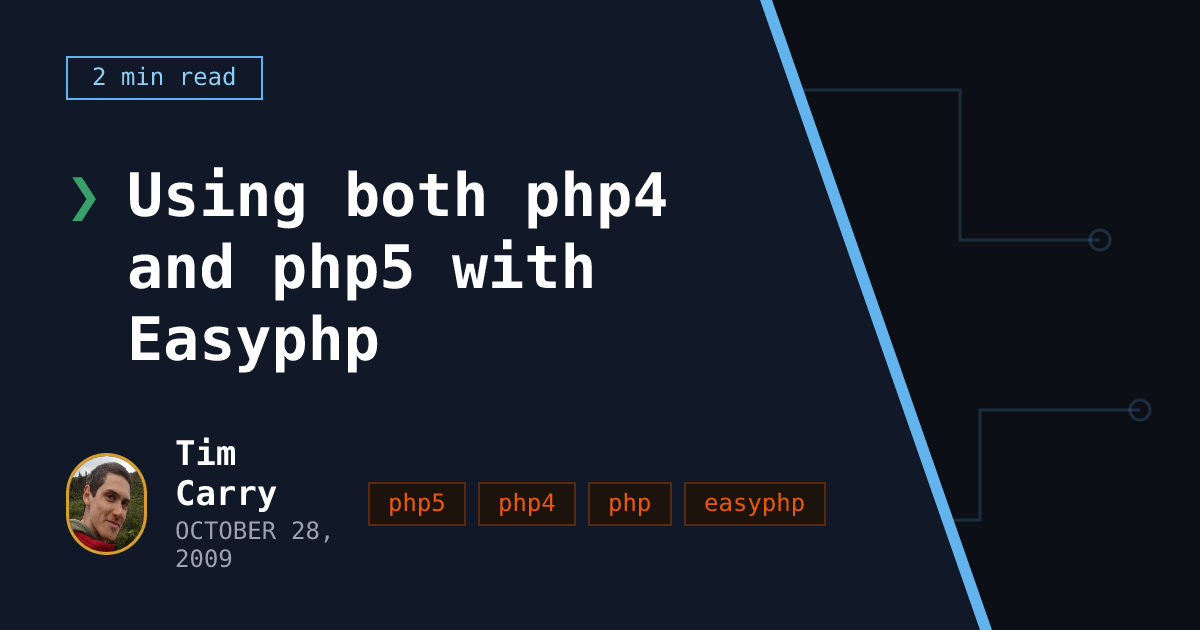 2 min read
❯ Using both php4
and php5 with
Easyphp
Tim
Carry
OCTOBER 28,
2009
php5 php4 php easyphp